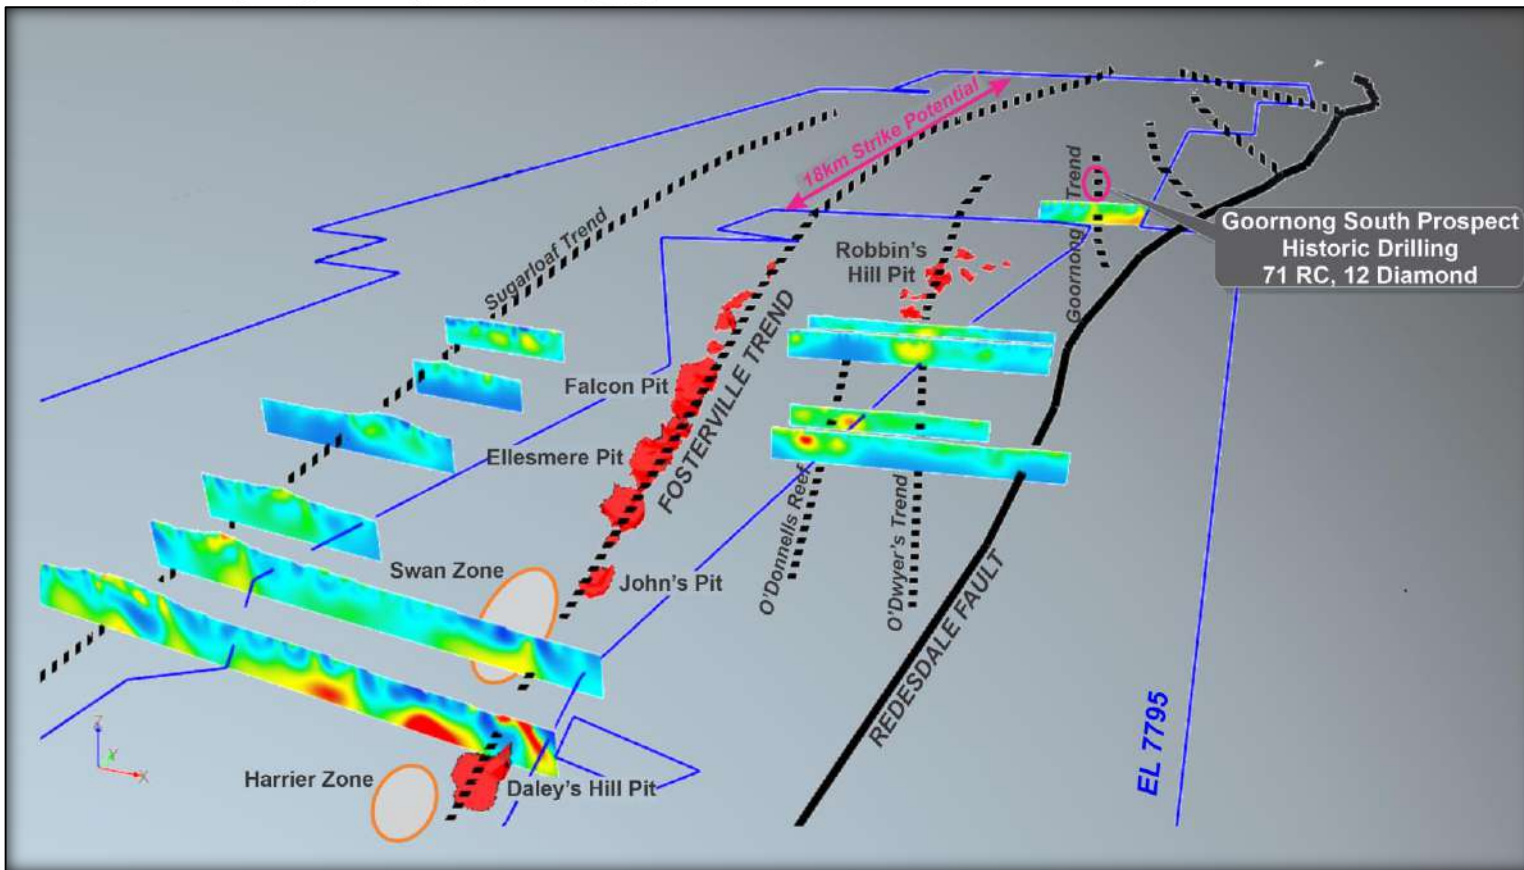 18km Strike Potential
Sugarloaf Trend
Goornong Trend
Goornong South Prospect
Historic Drilling
71 RC, 12 Diamond
Robbin's
Hill Pit
FOSTERVILLE TREND
Falcon Pit
Ellesmere Pit
O'Donnells Reef
O'Dwyer's Trend
Swan Zone
John's Pit
REDESDALE FAULT
EL 7795
Z
Y
X
Harrier Zone
Daley's Hill Pit